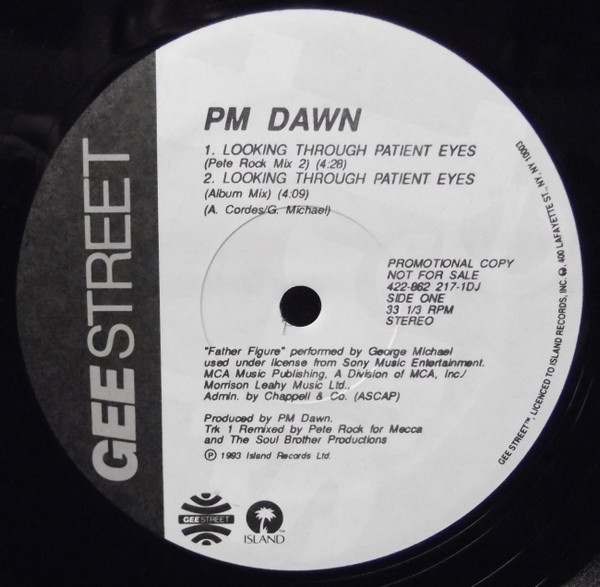 PM DAWN
1. LOOKING THROUGH PATIENT EYES
(Pete Rock Mix 2) (4:28)
2. LOOKING THROUGH PATIENT EYES
(Album Mix) (4:09)
(A. Cordes/G. Michael)
PROMOTIONAL COPY
NOT FOR SALE
422-862 217-1DJ
SIDE ONE
33 1/3 RPM
STEREO
"Father Figure" performed by George Michael
used under license from Sony Music Entertainment.
MCA Music Publishing, A Division of MCA, Inc./
Morrison Leahy Music Ltd.,
Admin. by Chappell & Co. (ASCAP)
Produced by PM Dawn.
Trk 1 Remixed by Pete Rock for Mecca
and The Soul Brother Productions
℗ 1993 Island Records Ltd.
GEE STREET
GEE STREET
ISLAND™
GEE STREET™, LICENCED TO ISLAND RECORDS, INC. 400 LAFAYETTE ST., NY, NY 10003